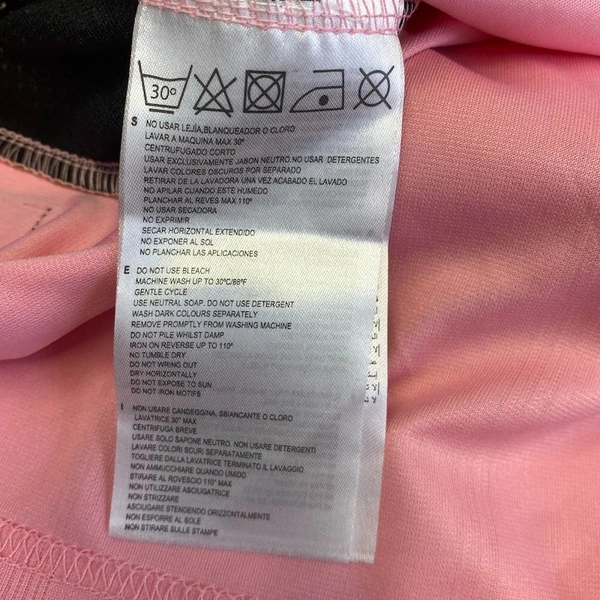 30°
S NO USAR LEJÍA,BLANQUEADOR O CLORO
LAVAR A MAQUINA MAX 30°
CENTRUFUGADO CORTO
USAR EXCLUSIVAMENTE JABON NEUTRO.NO USAR DETERGENTES
LAVAR COLORES OSCUROS POR SEPARADO
RETIRAR DE LA LAVADORA UNA VEZ ACABADO EL LAVADO
NO APILAR CUANDO ESTE HUMEDO
PLANCHAR AL REVES MAX 110°
NO USAR SECADORA
NO EXPRIMIR
SECAR HORIZONTAL EXTENDIDO
NO EXPONER AL SOL
NO PLANCHAR LAS APLICACIONES
E DO NOT USE BLEACH
MACHINE WASH UP TO 30°C/86°F
GENTLE CYCLE
USE NEUTRAL SOAP. DO NOT USE DETERGENT
WASH DARK COLOURS SEPARATELY
REMOVE PROMPTLY FROM WASHING MACHINE
DO NOT PILE WHILST DAMP
IRON ON REVERSE UP TO 110°
NO TUMBLE DRY
DO NOT WRING OUT
DRY HORIZONTALLY
DO NOT EXPOSE TO SUN
DO NOT IRON MOTIFS
I NON USARE CANDEGGINA, SBIANCANTE O CLORO
LAVATRICE 30° MAX
CENTRIFUGA BREVE
USARE SOLO SAPONE NEUTRO. NON USARE DETERGENTI
LAVARE COLORI SCURI SEPARATAMENTE
TOGLIERE DALLA LAVATRICE TERMINATO IL LAVAGGIO
NON AMMUCCHIARE QUANDO UMIDO
STIRARE AL ROVESCIO 110° MAX
NON UTILIZZARE ASCIUGATRICE
NON STRIZZARE
ASCIUGARE STENDENDO ORIZZONTALMENTE
NON ESPORRE AL SOLE
NON STIRARE SULLE STAMPE